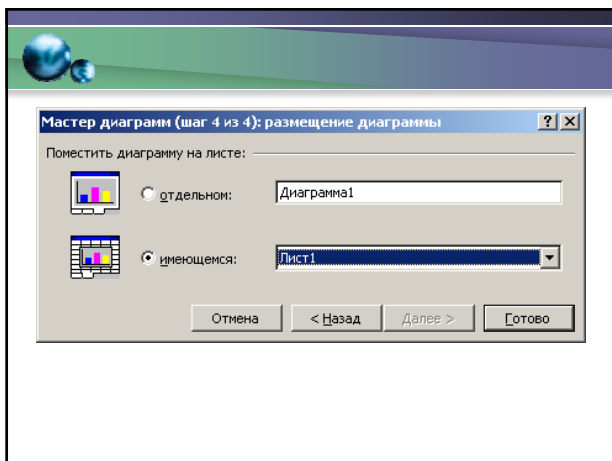 Мастер диаграмм (шаг 4 из 4): размещение диаграммы
Поместить диаграмму на листе:
отдельном: Диаграмма1
имеющемся: Лист1
Отмена < Назад Далее > Готово